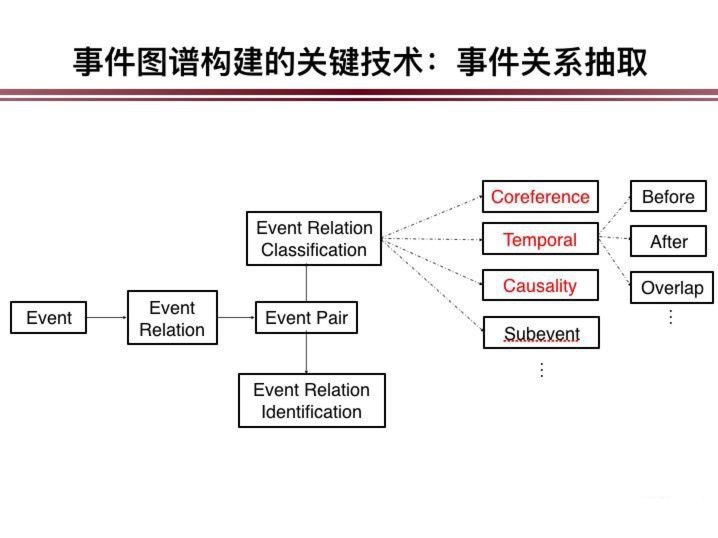 事件图谱构建的关键技术：事件关系抽取
Event
Event
Relation
Event Pair
Event Relation
Classification
Event Relation
Identification
Coreference
Temporal
Causality
Subevent
⋮
Before
After
Overlap
⋮